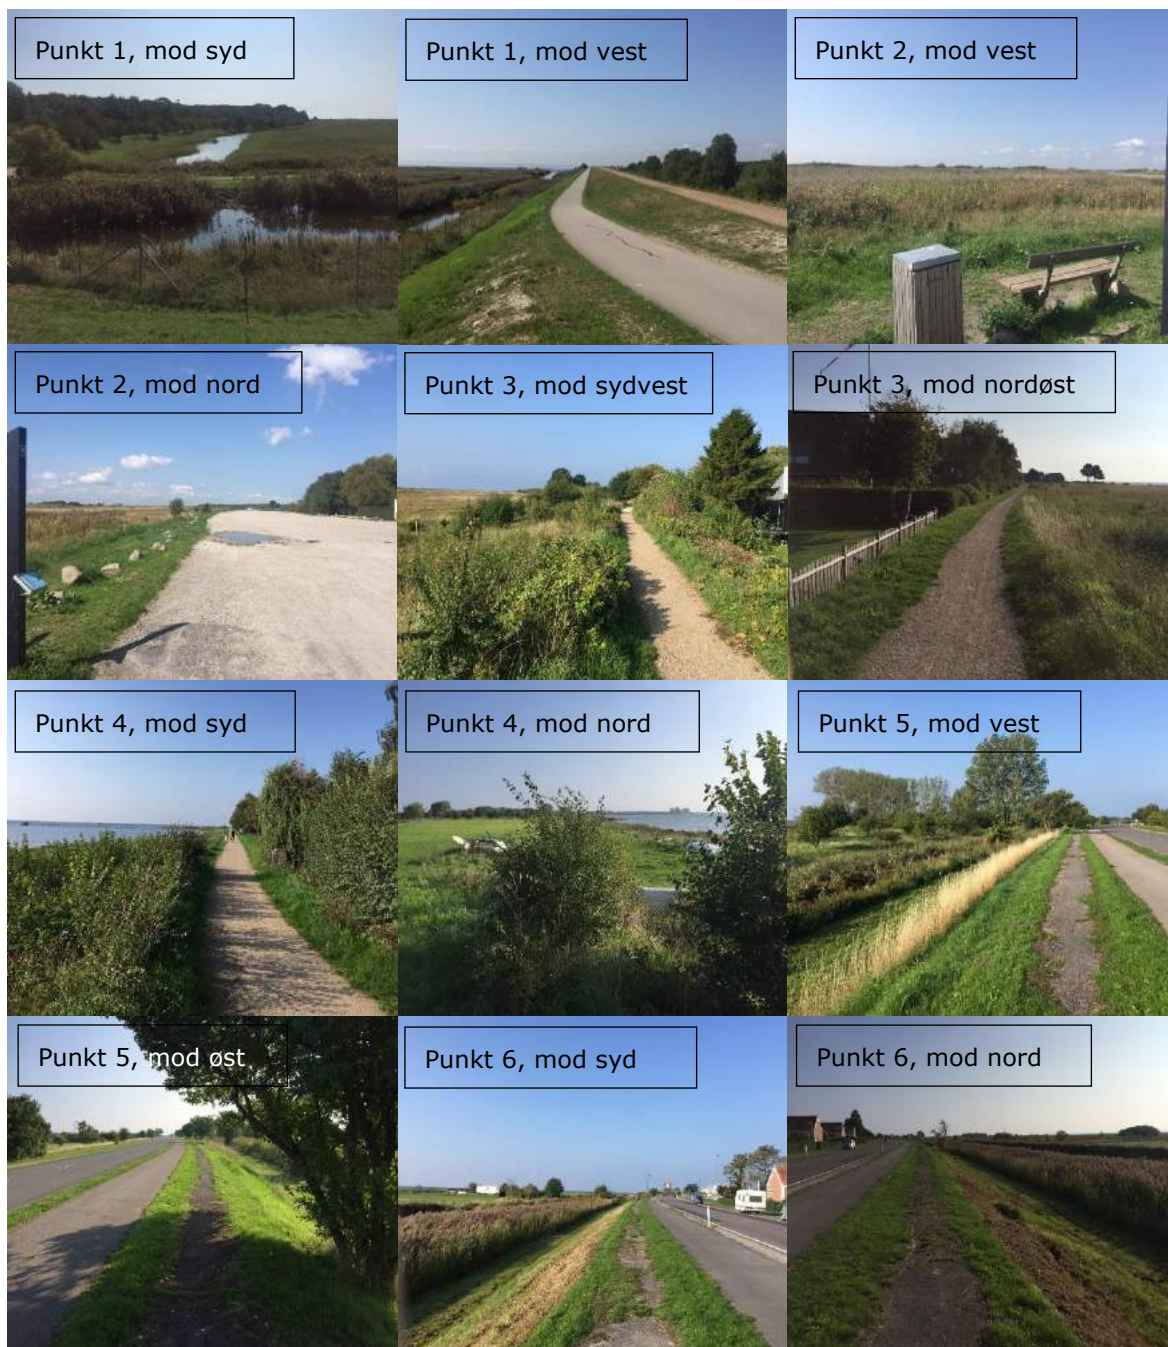 Punkt 1, mod syd
Punkt 1, mod vest
Punkt 2, mod vest
Punkt 2, mod nord
Punkt 3, mod sydvest
Punkt 3, mod nordøst
Punkt 4, mod syd
Punkt 4, mod nord
Punkt 5, mod vest
Punkt 5, mod øst
Punkt 6, mod syd
Punkt 6, mod nord